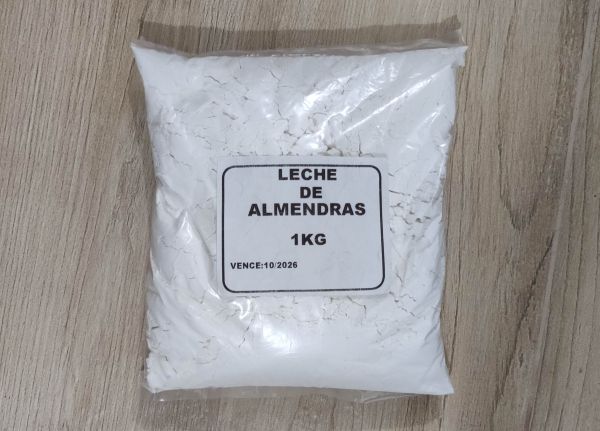 LECHE
DE
ALMENDRAS
1KG
VENCE:10/2026